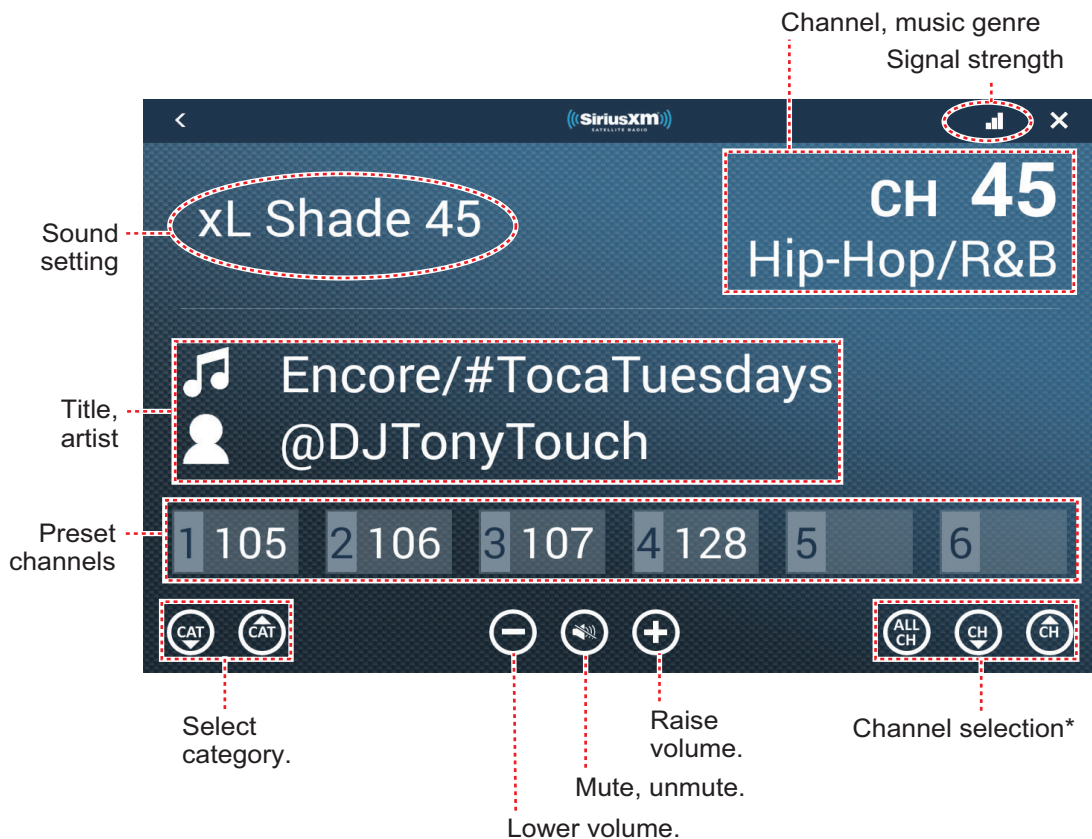 Channel, music genre
Signal strength
((SiriusXM))
SATELLITE RADIO
xL Shade 45
CH 45
Hip-Hop/R&B
Sound
setting
Encore/#TocaTuesdays
@DJTonyTouch
Title,
artist
Preset
channels
1 105
2 106
3 107
4 128
5
6
CAT
CAT
ALL
CH
CH
CH
Select
category.
Raise
volume.
Channel selection*
Mute, unmute.
Lower volume.